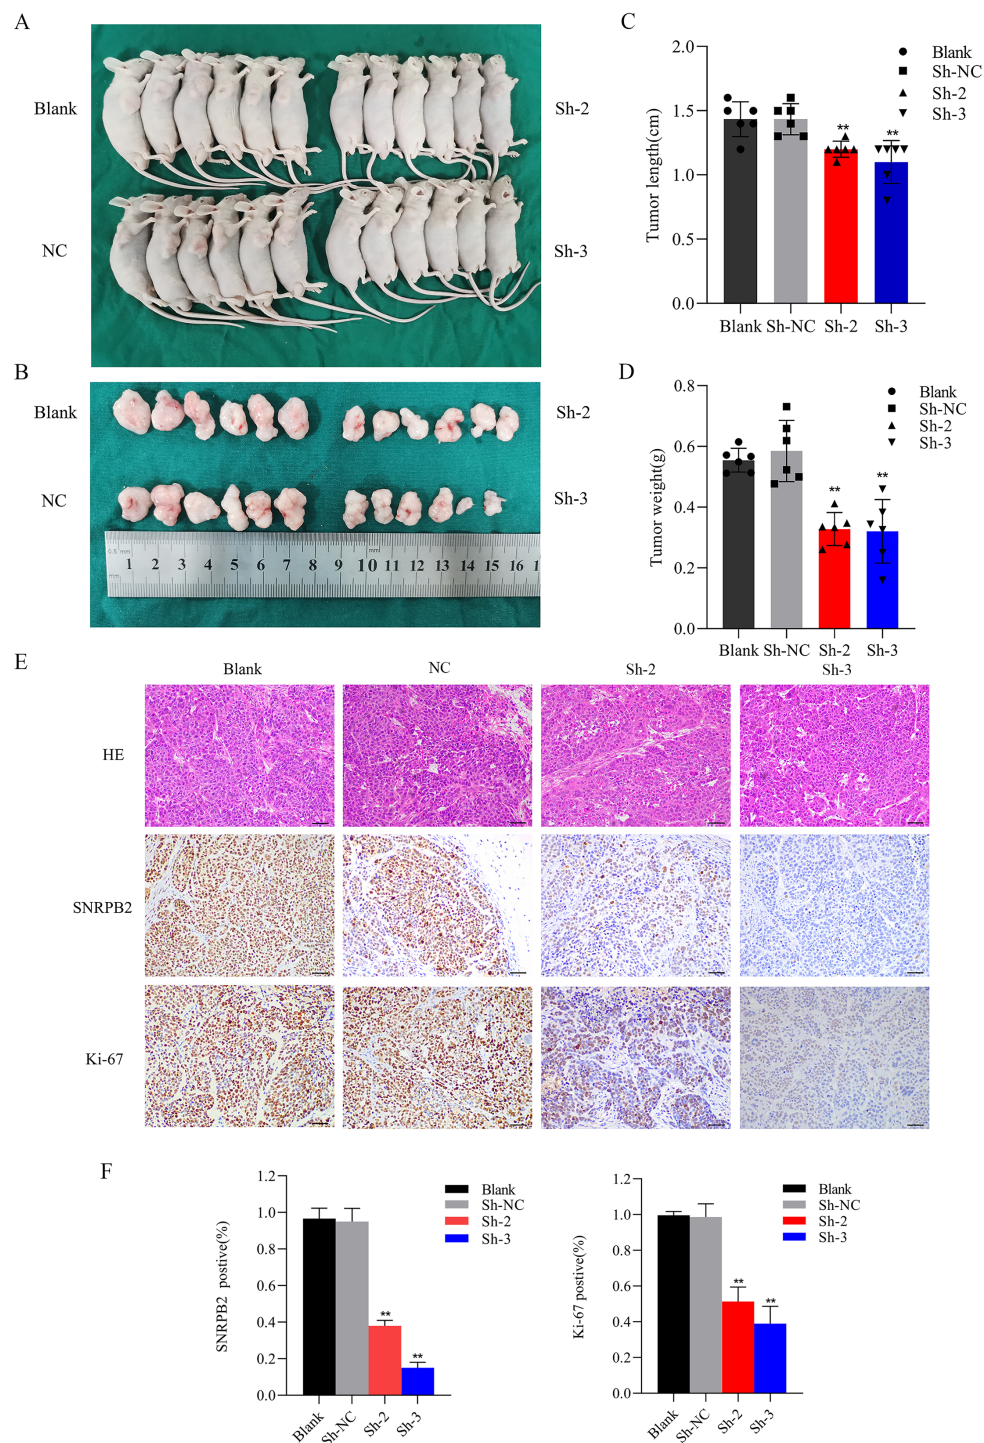 A
Blank
Sh-2
NC
Sh-3
B
Blank
Sh-2
NC
Sh-3
0.5 mm
mm
mm
1 2 3 4 5 6 7 8 9 10 11 12 13 14 15 16 1
C
Tumor length(cm)
2.0
1.5
1.0
0.5
0.0
** **
Blank
Sh-NC
Sh-2
Sh-3
Blank Sh-NC Sh-2 Sh-3
D
Tumor weight(g)
0.8
0.6
0.4
0.2
0.0
** **
Blank
Sh-NC
Sh-2
Sh-3
Blank Sh-NC Sh-2 Sh-3
E
Blank NC Sh-2 Sh-3
HE
SNRPB2
Ki-67
F
SNRPB2 postive(%)
1.2
1.0
0.8
0.6
0.4
0.2
0.0
** **
Blank
Sh-NC
Sh-2
Sh-3
Blank Sh-NC Sh-2 Sh-3
Ki-67 postive(%)
1.2
1.0
0.8
0.6
0.4
0.2
0.0
** **
Blank
Sh-NC
Sh-2
Sh-3
Blank Sh-NC Sh-2 Sh-3